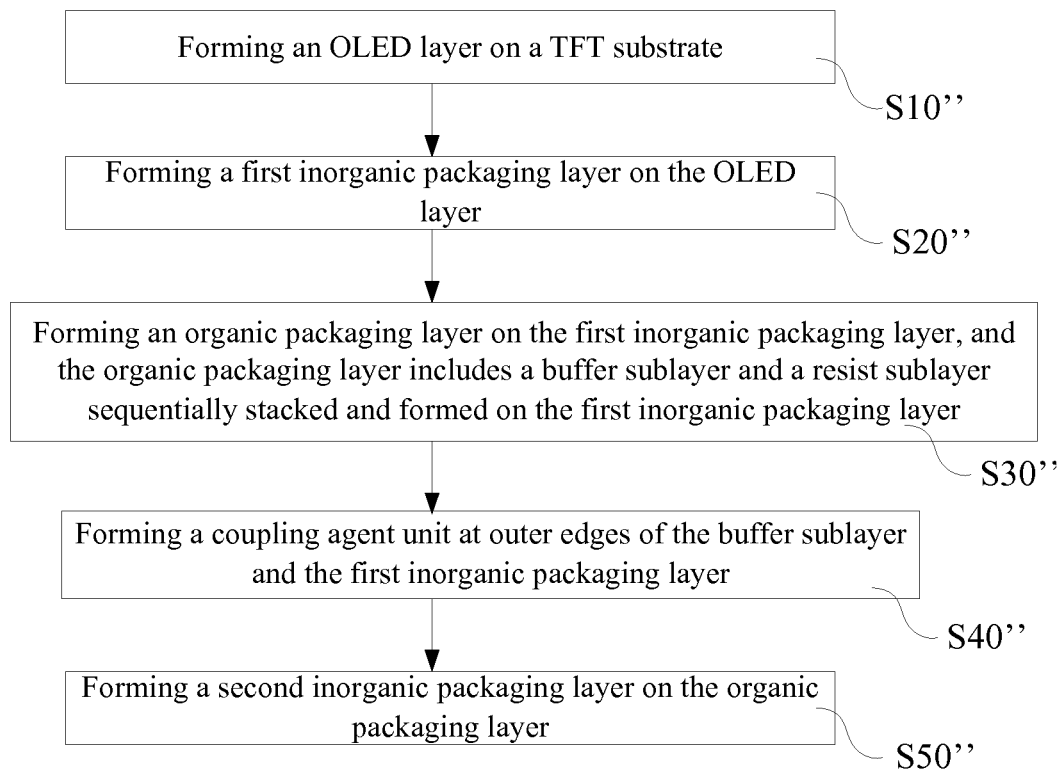 Forming an OLED layer on a TFT substrate
S10’’
Forming a first inorganic packaging layer on the OLED
layer
S20’’
Forming an organic packaging layer on the first inorganic packaging layer, and
the organic packaging layer includes a buffer sublayer and a resist sublayer
sequentially stacked and formed on the first inorganic packaging layer
S30’’
Forming a coupling agent unit at outer edges of the buffer sublayer
and the first inorganic packaging layer
S40’’
Forming a second inorganic packaging layer on the organic
packaging layer
S50’’